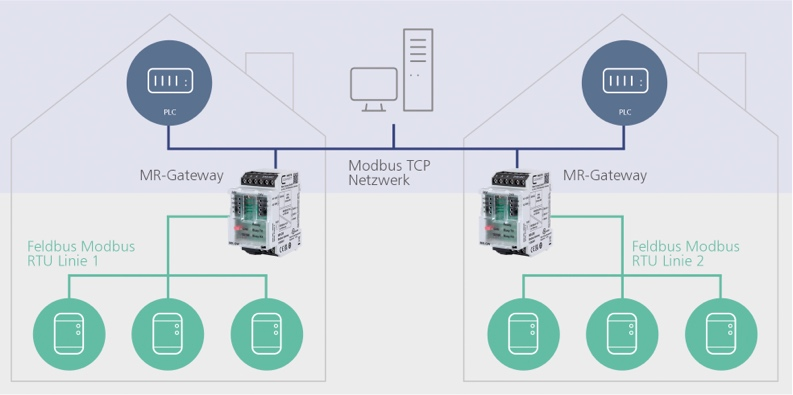 PLC
PLC
MR-Gateway
Modbus TCP
Netzwerk
MR-Gateway
Feldbus Modbus
RTU Linie 1
Feldbus Modbus
RTU Linie 2